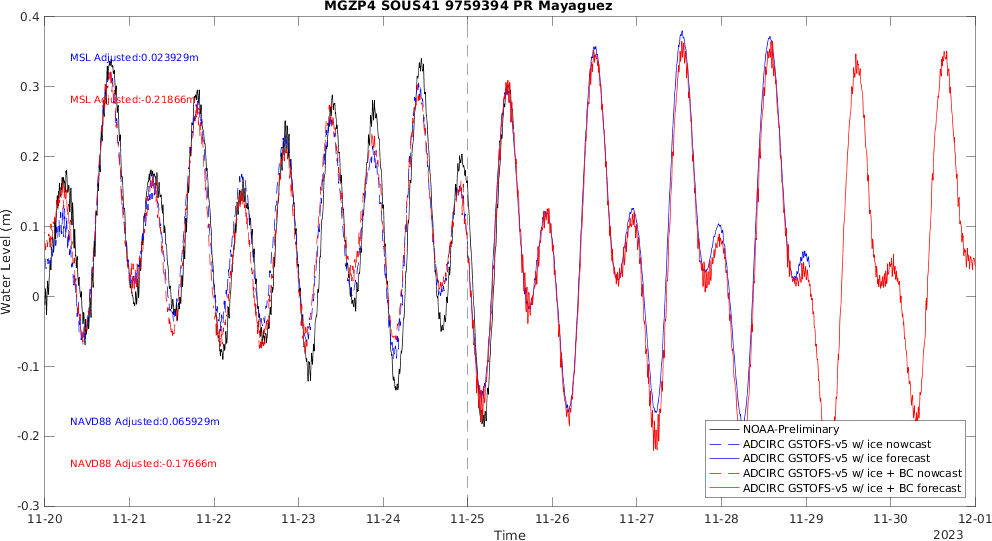 MGZP4 SOUS41 9759394 PR Mayaguez
0.4
0.3
0.2
0.1
0
-0.1
-0.2
-0.3
Water Level (m)
MSL Adjusted:0.023929m
MSL Adjusted:-0.21866m
NAVD88 Adjusted:0.065929m
NAVD88 Adjusted:-0.17666m
NOAA-Preliminary
ADCIRC GSTOFS-v5 w/ ice nowcast
ADCIRC GSTOFS-v5 w/ ice forecast
ADCIRC GSTOFS-v5 w/ ice + BC nowcast
ADCIRC GSTOFS-v5 w/ ice + BC forecast
11-20 11-21 11-22 11-23 11-24 11-25 11-26 11-27 11-28 11-29 11-30 12-01
Time
2023